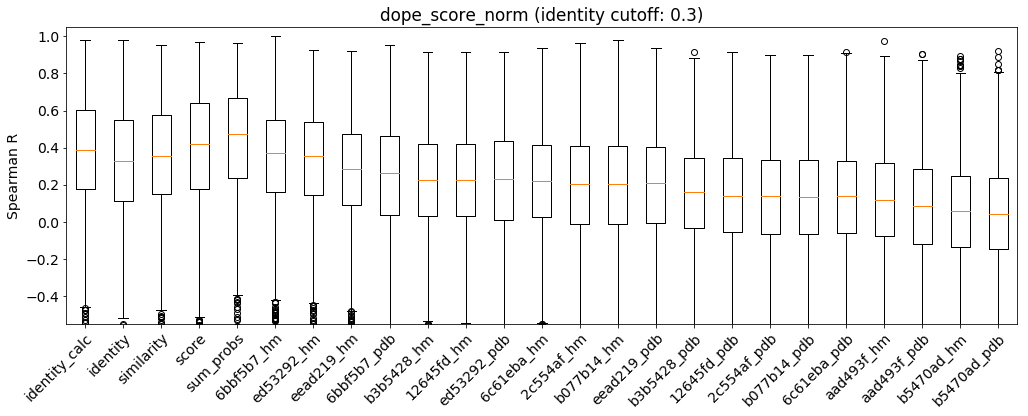 dope_score_norm (identity cutoff: 0.3)
Spearman R
1.0
0.8
0.6
0.4
0.2
0.0
−0.2
−0.4
identity_calc
identity
similarity
score
sum_probs
6bbf5b7_hm
ed53292_hm
eead219_hm
6bbf5b7_pdb
b3b5428_hm
12645fd_hm
ed53292_pdb
6c61eba_hm
2c554af_hm
b077b14_hm
eead219_pdb
b3b5428_pdb
12645fd_pdb
2c554af_pdb
b077b14_pdb
6c61eba_pdb
aad493f_hm
aad493f_pdb
b5470ad_hm
b5470ad_pdb